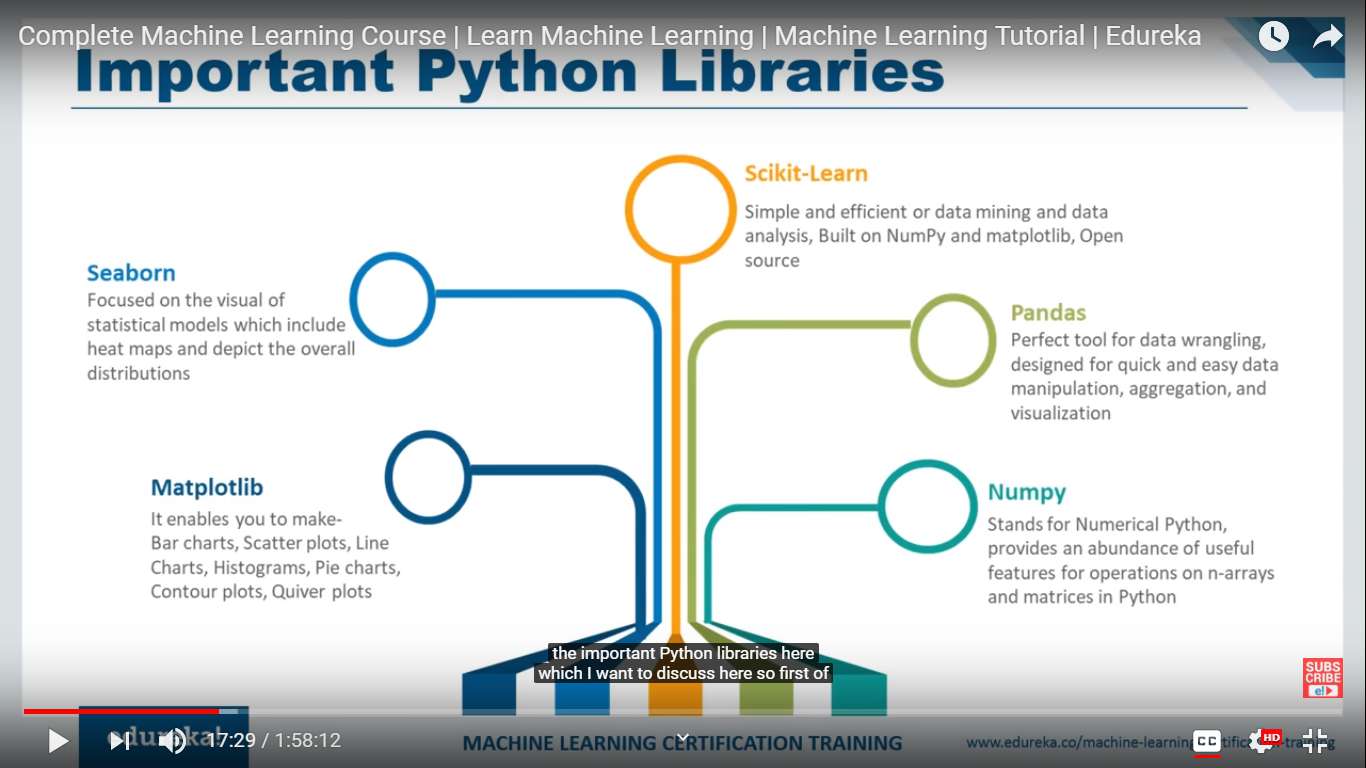 Complete Machine Learning Course | Learn Machine Learning | Machine Learning Tutorial | Edureka
Important Python Libraries
Scikit-Learn
Simple and efficient or data mining and data
analysis, Built on NumPy and matplotlib, Open
source
Seaborn
Focused on the visual of
statistical models which include
heat maps and depict the overall
distributions
Pandas
Perfect tool for data wrangling,
designed for quick and easy data
manipulation, aggregation, and
visualization
Matplotlib
It enables you to make-
Bar charts, Scatter plots, Line
Charts, Histograms, Pie charts,
Contour plots, Quiver plots
Numpy
Stands for Numerical Python,
provides an abundance of useful
features for operations on n-arrays
and matrices in Python
the important Python libraries here
which I want to discuss here so first of
SUBS
CRIBE
e!
edureka!
17:29 / 1:58:12
MACHINE LEARNING CERTIFICATION TRAINING
www.edureka.co/machine-learning-certification-training
CC
HD